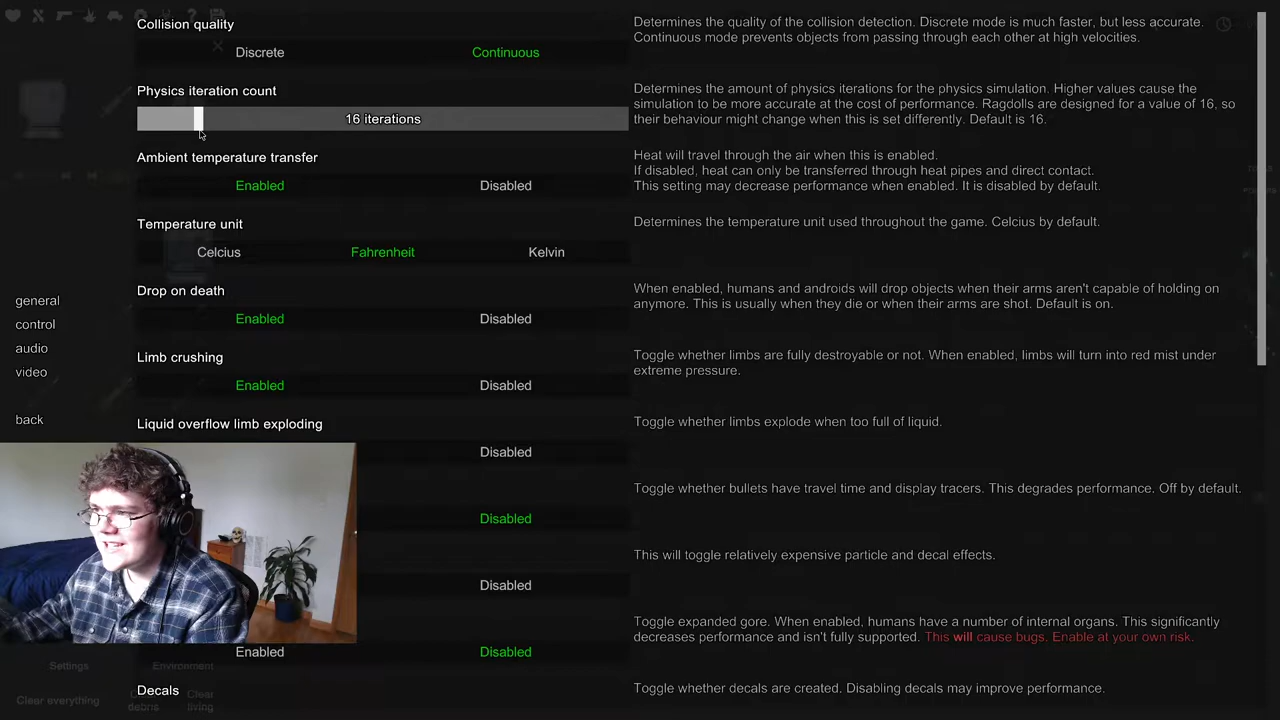 Collision quality
Determines the quality of the collision detection. Discrete mode is much faster, but less accurate.
Continuous mode prevents objects from passing through each other at high velocities.
Discrete
Continuous
Physics iteration count
Determines the amount of physics iterations for the physics simulation. Higher values cause the
simulation to be more accurate at the cost of performance. Ragdolls are designed for a value of 16, so
their behaviour might change when this is set differently. Default is 16.
16 iterations
Ambient temperature transfer
Heat will travel through the air when this is enabled.
If disabled, heat can only be transferred through heat pipes and direct contact.
This setting may decrease performance when enabled. It is disabled by default.
Enabled
Disabled
Temperature unit
Determines the temperature unit used throughout the game. Celcius by default.
Celcius
Fahrenheit
Kelvin
Drop on death
When enabled, humans and androids will drop objects when their arms aren't capable of holding on
anymore. This is usually when they die or when their arms are shot. Default is on.
Enabled
Disabled
Limb crushing
Toggle whether limbs are fully destroyable or not. When enabled, limbs will turn into red mist under
extreme pressure.
Enabled
Disabled
Liquid overflow limb exploding
Toggle whether limbs explode when too full of liquid.
Disabled
Toggle whether bullets have travel time and display tracers. This degrades performance. Off by default.
Disabled
This will toggle relatively expensive particle and decal effects.
Disabled
Toggle expanded gore. When enabled, humans have a number of internal organs. This significantly
decreases performance and isn't fully supported. This will cause bugs. Enable at your own risk.
Enabled
Disabled
Decals
Toggle whether decals are created. Disabling decals may improve performance.
general
control
audio
video
back
Settings
Environment
Clear everything
Clear
debris
Clear
living